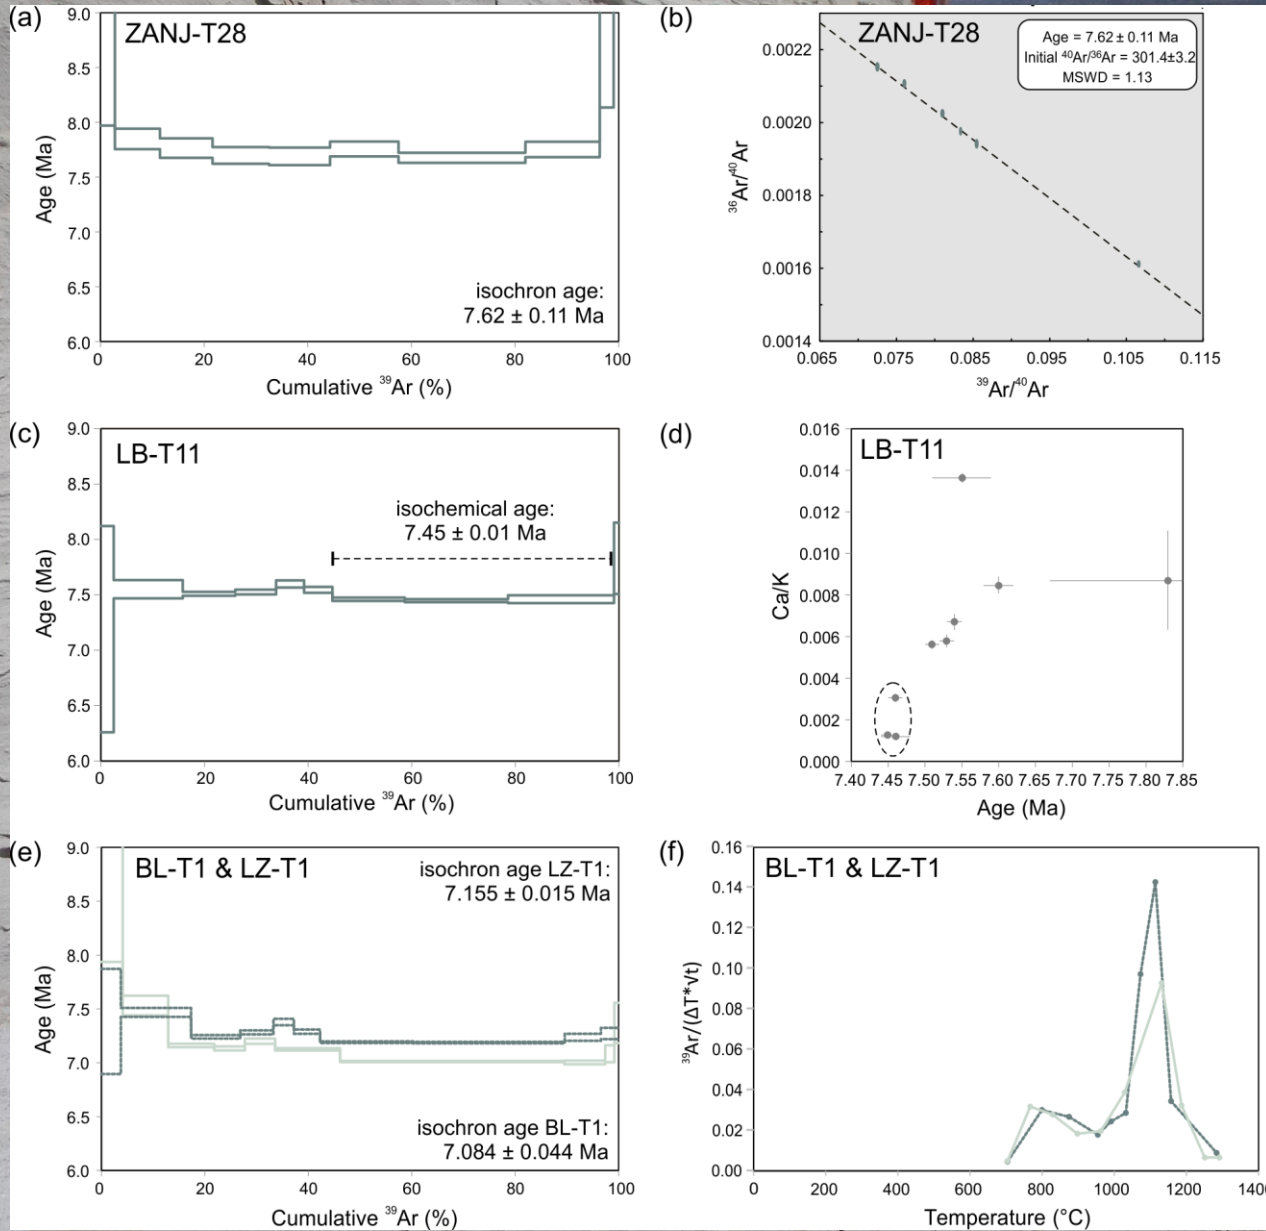 (a)
ZANJ-T28
9.0
8.5
8.0
7.5
7.0
6.5
6.0
Age (Ma)
isochron age:
7.62 ± 0.11 Ma
0 20 40 60 80 100
Cumulative ³⁹Ar (%)
(b)
ZANJ-T28
Age = 7.62 ± 0.11 Ma
Initial ⁴⁰Ar/³⁶Ar = 301.4±3.2
MSWD = 1.13
0.0022
0.0020
0.0018
0.0016
0.0014
³⁶Ar/⁴⁰Ar
0.065 0.075 0.085 0.095 0.105 0.115
³⁹Ar/⁴⁰Ar
(c)
LB-T11
9.0
8.5
8.0
7.5
7.0
6.5
6.0
Age (Ma)
isochemical age:
7.45 ± 0.01 Ma
0 20 40 60 80 100
Cumulative ³⁹Ar (%)
(d)
LB-T11
0.016
0.014
0.012
0.010
0.008
0.006
0.004
0.002
0.000
Ca/K
7.40 7.45 7.50 7.55 7.60 7.65 7.70 7.75 7.80 7.85
Age (Ma)
(e)
BL-T1 & LZ-T1
9.0
8.5
8.0
7.5
7.0
6.5
6.0
Age (Ma)
isochron age LZ-T1:
7.155 ± 0.015 Ma
isochron age BL-T1:
7.084 ± 0.044 Ma
0 20 40 60 80 100
Cumulative ³⁹Ar (%)
(f)
BL-T1 & LZ-T1
0.16
0.14
0.12
0.10
0.08
0.06
0.04
0.02
0.00
³⁹Ar/(ΔT*√t)
0 200 400 600 800 1000 1200 1400
Temperature (°C)